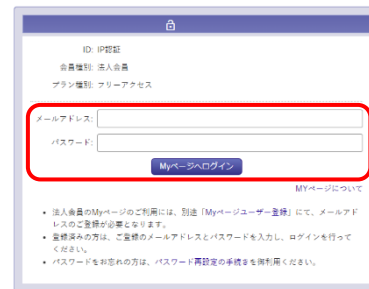 ID: IP認証
会員種別: 法人会員
プラン種別: フリーアクセス
メールアドレス:
パスワード:
Myページへログイン
MYページについて
• 法人会員のMyページのご利用には、別途「Myページユーザー登録」にて、メールアド
レスのご登録が必要となります。
• 登録済みの方は、ご登録のメールアドレスとパスワードを入力し、ログインを行って
ください。
• パスワードをお忘れの方は、パスワード再設定の手続きを御利用ください。